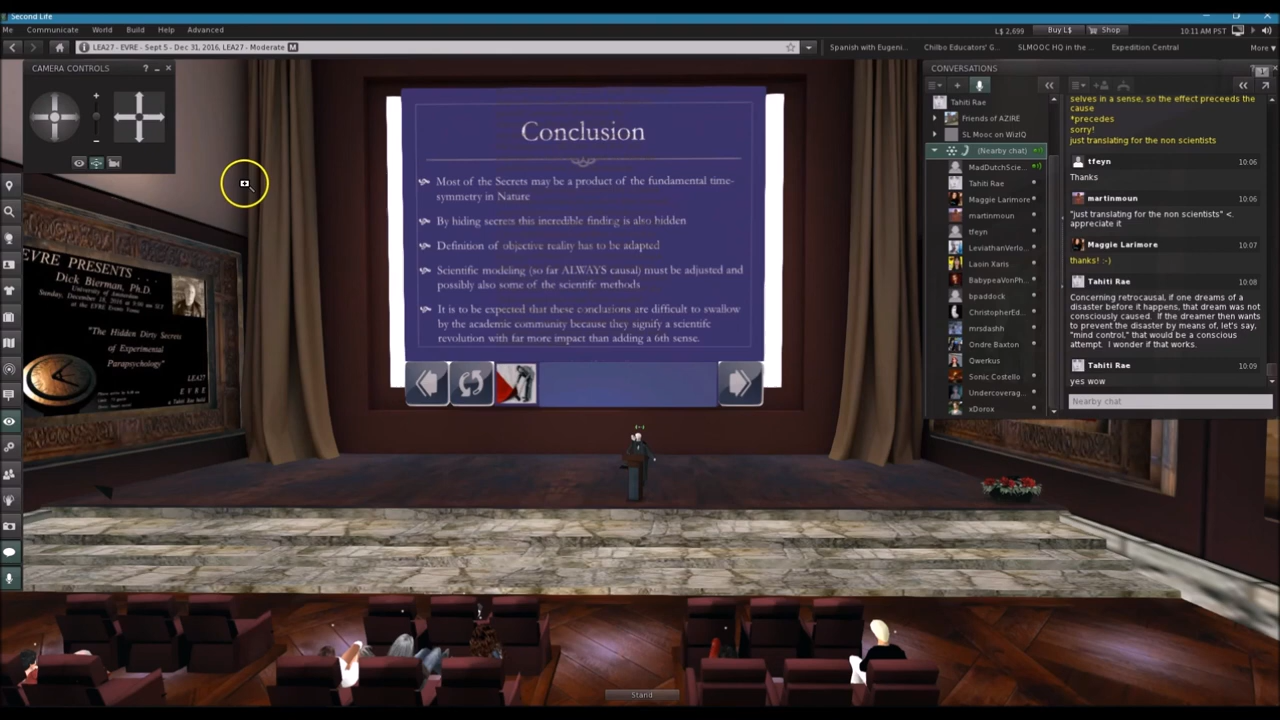 Second Life
Me Communicate World Build Help Advanced
L$ 2,699 Buy L$ Shop 10:11 AM PST
LEA27 - EVRE - Sept 5 - Dec 31, 2016, LEA27 - Moderate M
Spanish with Eugeni... Chilbo Educators' G... SLMOOC HQ in the ... Expedition Central More ▼
CAMERA CONTROLS ? _ ×
EVRE PRESENTS
Dick Bierman, Ph.D.
University of Amsterdam
"The Hidden Dirty Secrets
of Experimental
Parapsychology"
LEA27
EVRE
Conclusion
Most of the Secrets may be a product of the fundamental time-
symmetry in Nature
By hiding secrets this incredible finding is also hidden
Definition of objective reality has to be adapted
Scientific modeling (so far ALWAYS causal) must be adjusted and
possibly also some of the scientifc methods
It is to be expected that these conclusions are difficult to swallow
by the academic community because they signify a scientific
revolution with far more impact than adding a 6th sense.
CONVERSATIONS
Tahiti Rae
Friends of AZIRE
SL Mooc on WizIQ
(Nearby chat)
MadDutchScie...
Tahiti Rae
Maggie Larimore
martinmoun
tfeyn
LeviathanVerlo...
Laoin Xaris
BabypeaVonPh...
bpaddock
ChristopherEd...
mrsdashh
Ondre Baxton
Qwerkus
Sonic Costello
Undercoverag...
xDorox
selves in a sense, so the effect preceeds the
cause
*precedes
sorry!
just translating for the non scientists
tfeyn 10:06
Thanks
martinmoun 10:06
"just translating for the non scientists" <.
appreciate it
Maggie Larimore 10:07
thanks! :-)
Tahiti Rae 10:08
Concerning retrocausal, if one dreams of a
disaster before it happens, that dream was not
consciously caused. If the dreamer then wants
to prevent the disaster by means of, let's say,
"mind control," that would be a conscious
attempt. I wonder if that works.
Tahiti Rae 10:09
yes wow
Nearby chat
Stand